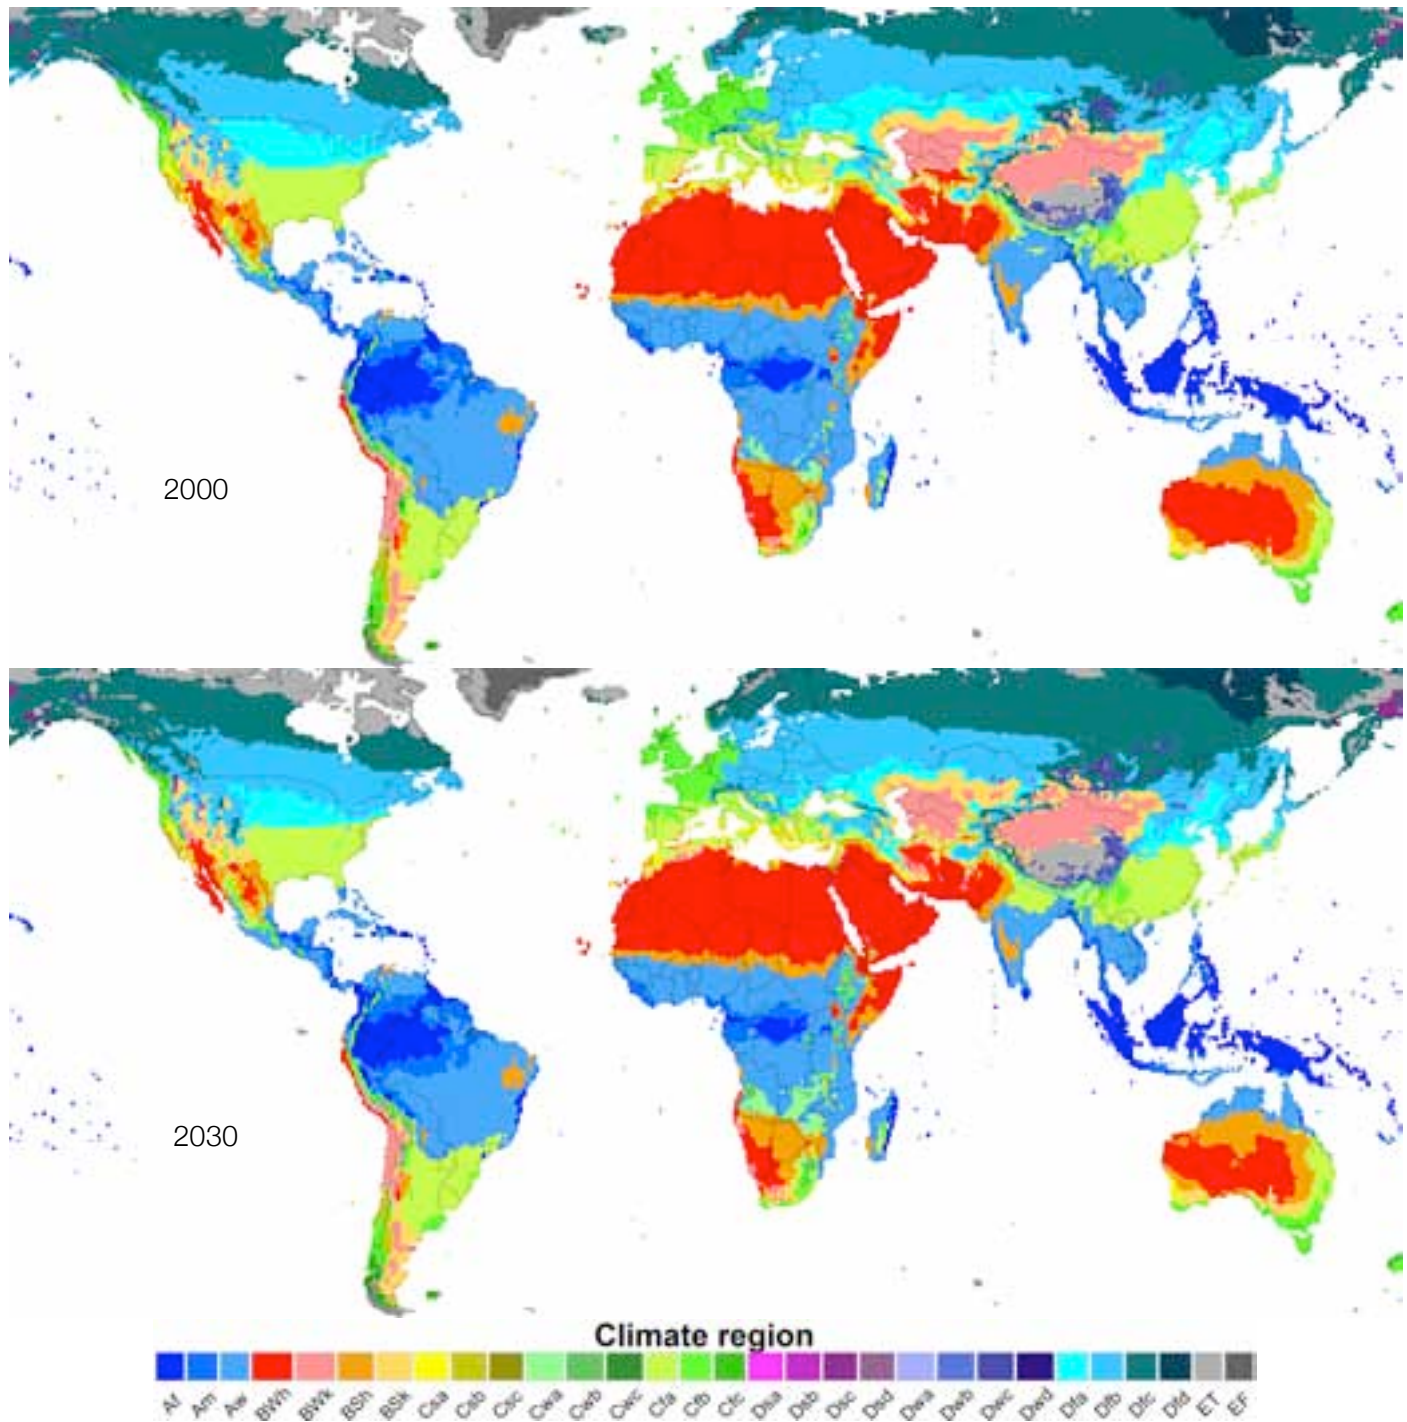 2000
2030
Climate region
Af Am Aw BWh BWk BSh BSk Csa Csb Csc Cwa Cwb Cwc Cfa Cfb Cfc Dsa Dsb Dsc Dsd Dwa Dwb Dwc Dwd Dfa Dfb Dfc Dfd ET EF